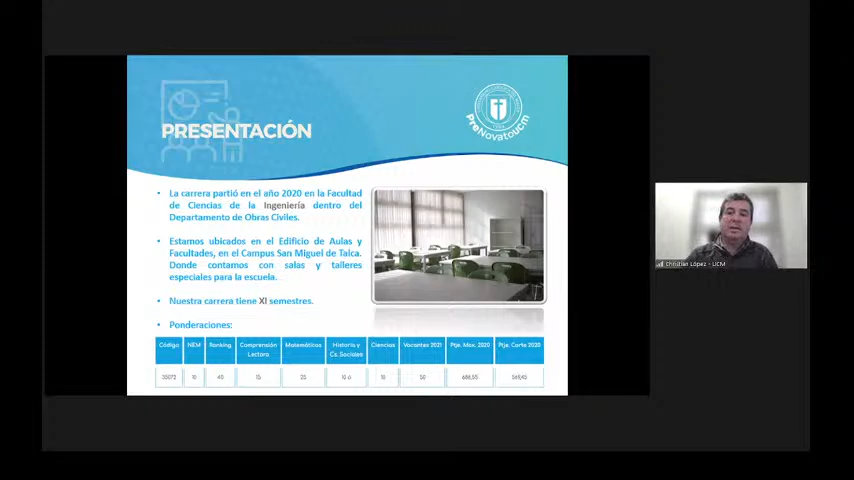 PRESENTACIÓN
PreNovatoucm
• La carrera partió en el año 2020 en la Facultad
de Ciencias de la Ingeniería dentro del
Departamento de Obras Civiles.
• Estamos ubicados en el Edificio de Aulas y
Facultades, en el Campus San Miguel de Talca.
Donde contamos con salas y talleres
especiales para la escuela.
• Nuestra carrera tiene XI semestres.
• Ponderaciones:
Código NEM Ranking Comprensión Lectora Matemáticas Historia y Cs. Sociales Ciencias Vacantes 2021 Ptje. Max. 2020 Ptje. Corte 2020
10 40 15 25 10 ó 10 50
Christian López - UCM